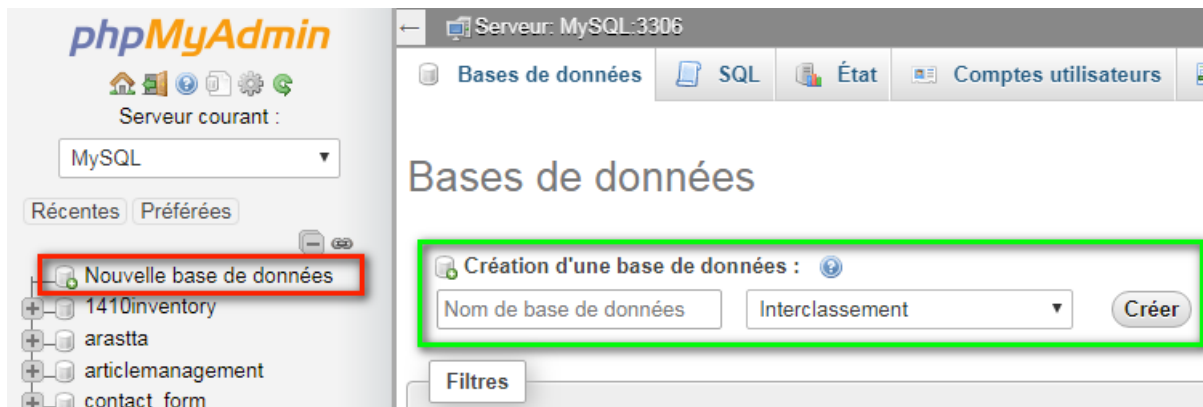 phpMyAdmin
Serveur courant :
MySQL
Récentes Préférées
Nouvelle base de données
1410inventory
arastta
articlemanagement
contact_form
Serveur: MySQL:3306
Bases de données SQL État Comptes utilisateurs
Bases de données
Création d'une base de données :
Nom de base de données Interclassement Créer
Filtres